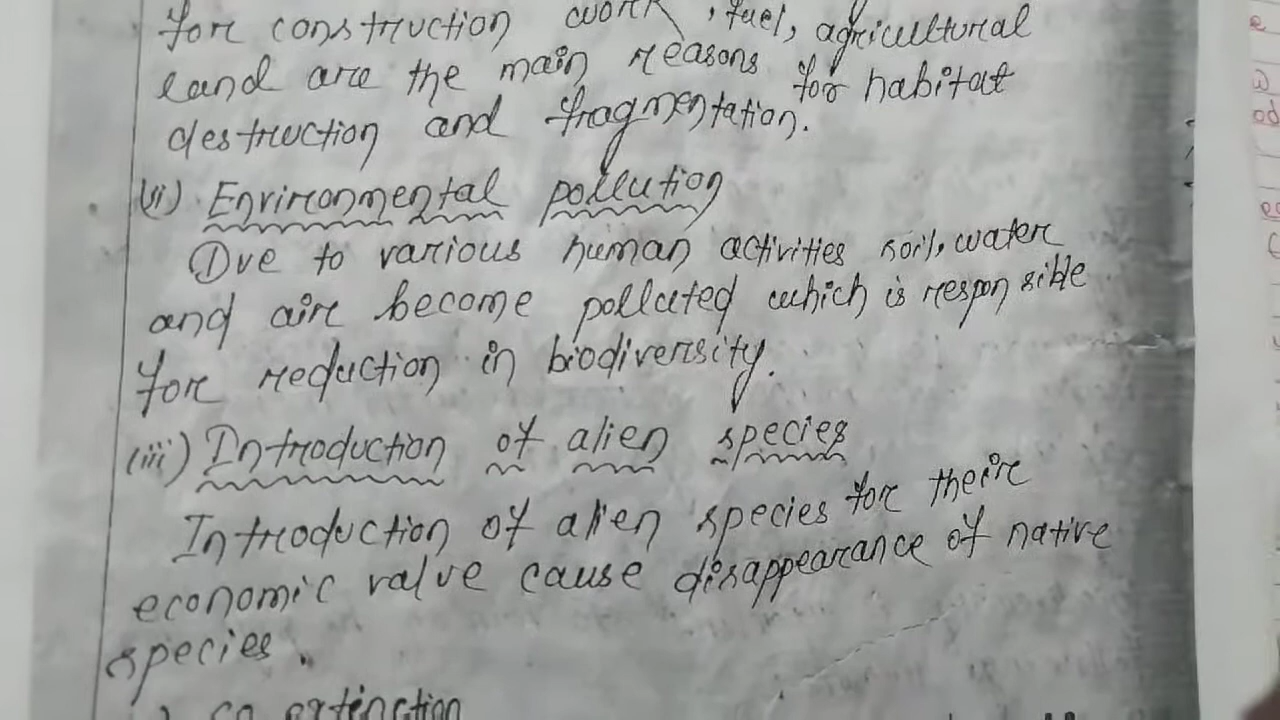 for construction work, fuel, agricultural
land are the main reasons for habitat
destruction and fragmentation.
(ii) Environmental pollution
Due to various human activities soil, water
and air become polluted which is responsible
for reduction in biodiversity.
(iii) Introduction of alien species
Introduction of alien species for their
economic value cause disappearance of native
species.
co extinction